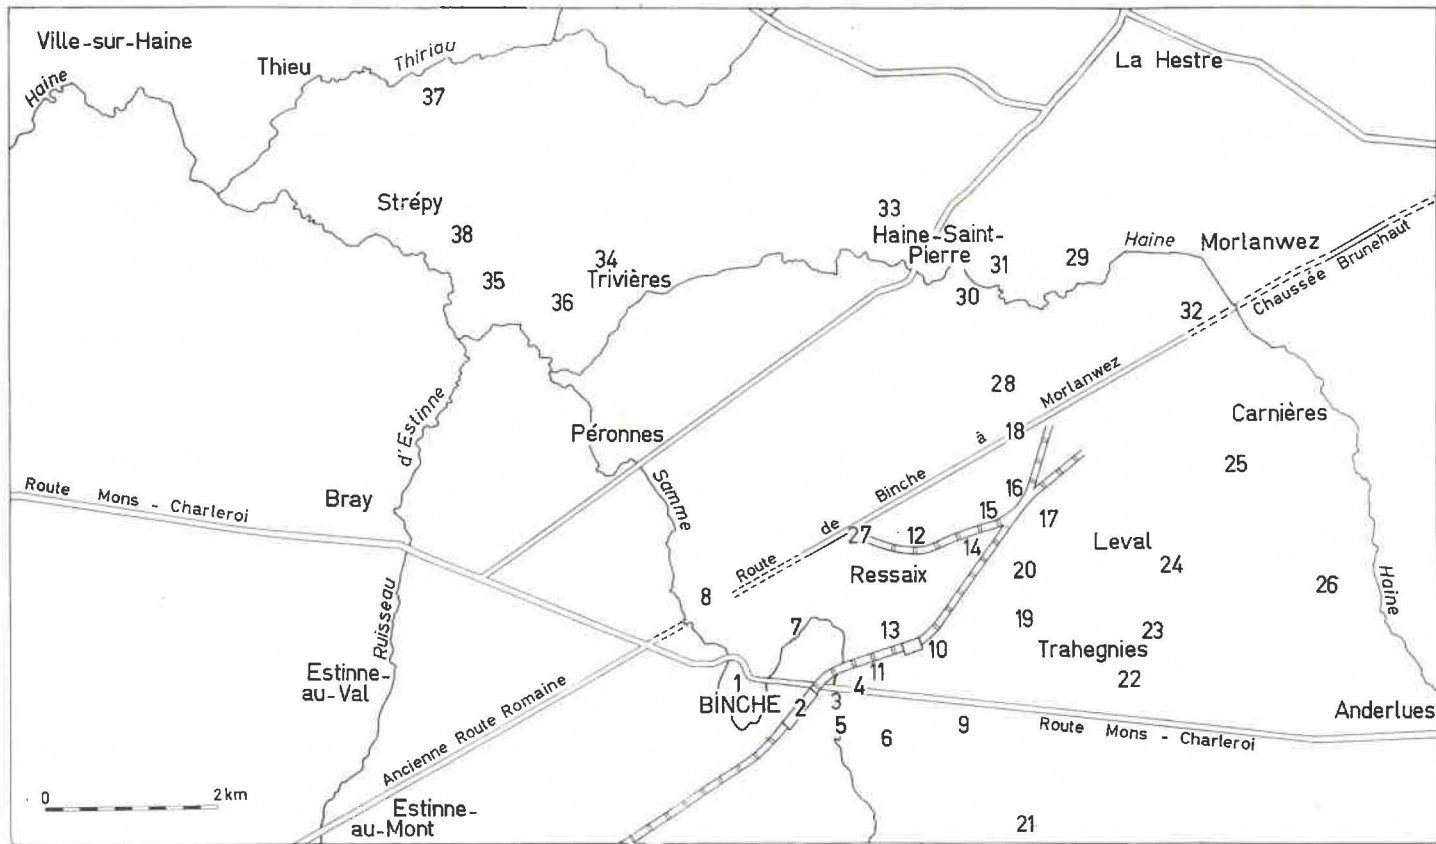 Ville-sur-Haine
Haine
Thieu
Thiriau
37
La Hestre
Strépy
38
33
Haine-Saint-
Pierre
Haine
Morlanwez
34
Trivières
35
36
31
29
30
32
Chaussée Brunehaut
28
Morlanwez
à
18
Carnières
25
d'Estinne
Péronnes
Samme
Route Mons - Charleroi
Bray
Binche
de
Route
16
15
17
27
12
14
Leval
24
Ressaix
20
26
Haine
8
Ruisseau
7
13
19
23
Trahegnies
10
11
22
Estinne-
au-Val
1
BINCHE
2
3
4
5
6
9
Route Mons - Charleroi
Anderlues
Ancienne Route Romaine
0 2 km
Estinne-
au-Mont
21